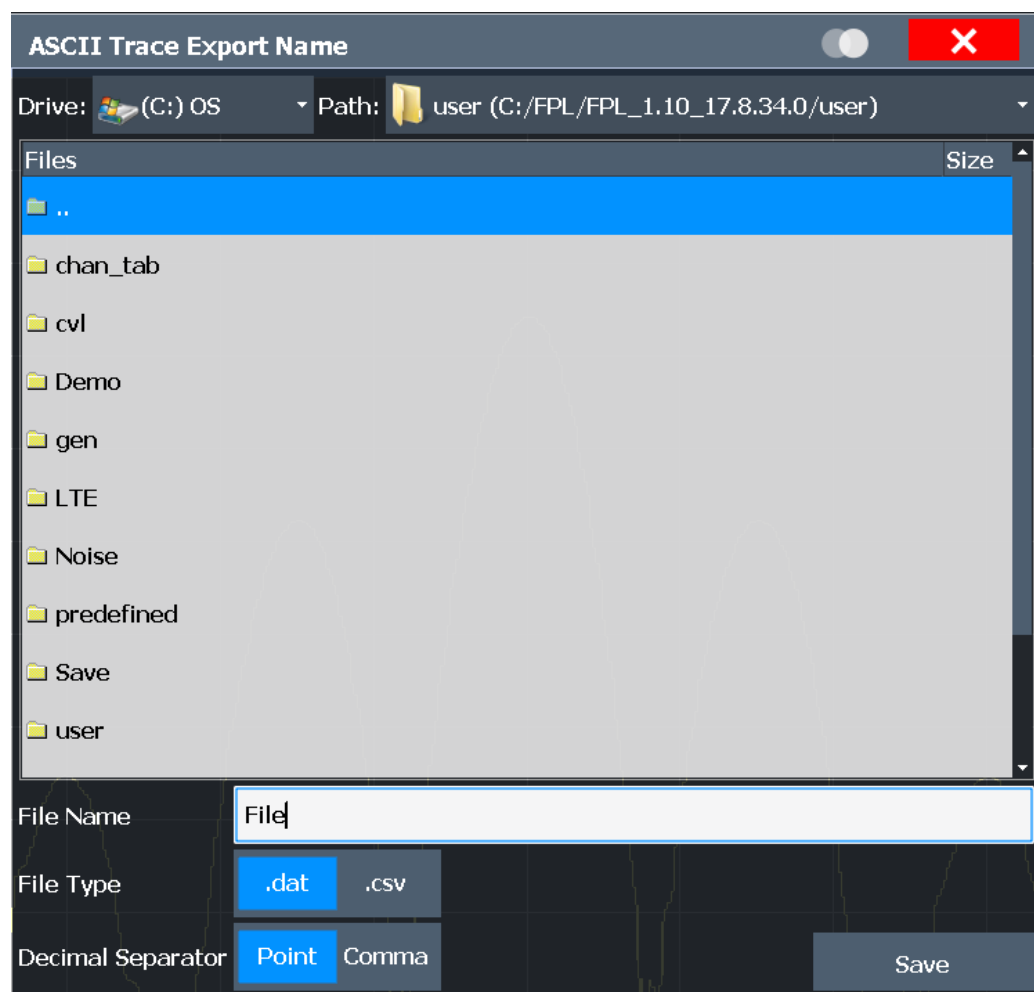 ASCII Trace Export Name
Drive: (C:) OS Path: user (C:/FPL/FPL_1.10_17.8.34.0/user)
Files Size
..
chan_tab
cvl
Demo
gen
LTE
Noise
predefined
Save
user
File Name File
File Type .dat .csv
Decimal Separator Point Comma Save